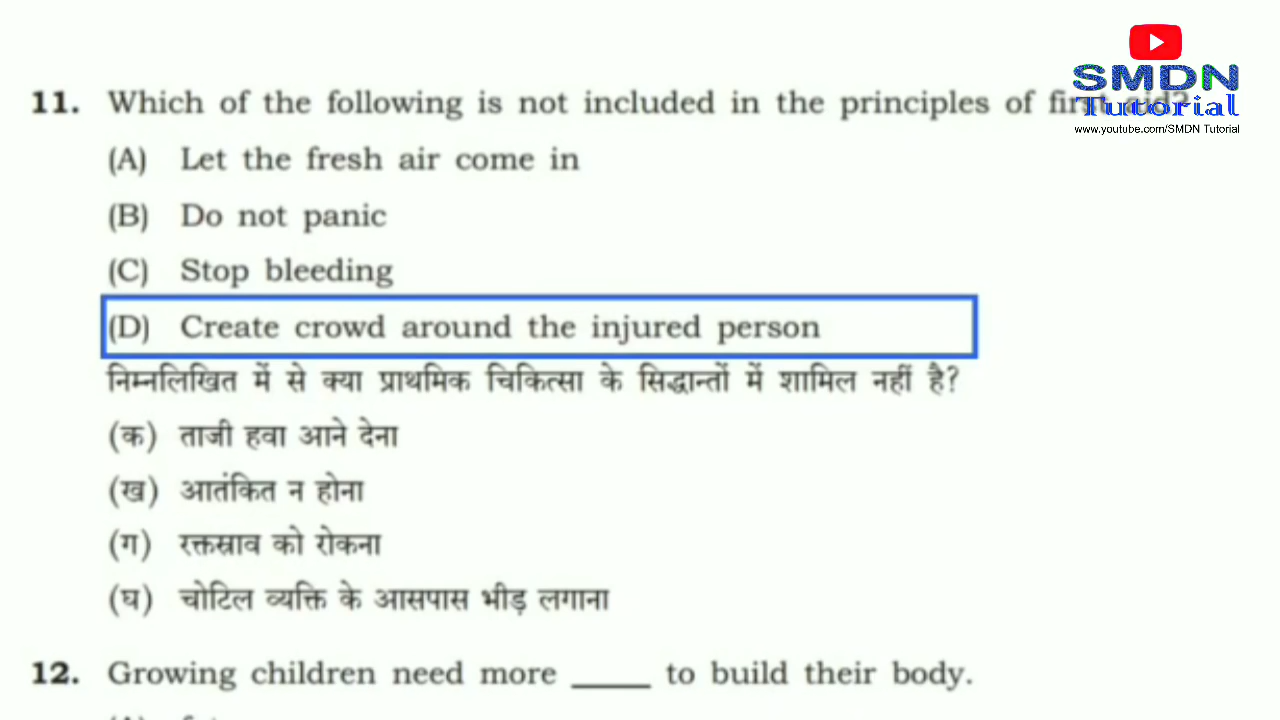 SMDN
Tutorial
www.youtube.com/SMDN Tutorial
11. Which of the following is not included in the principles of first aid?
(A) Let the fresh air come in
(B) Do not panic
(C) Stop bleeding
(D) Create crowd around the injured person
निम्नलिखित में से क्या प्राथमिक चिकित्सा के सिद्धान्तों में शामिल नहीं है?
(क) ताजी हवा आने देना
(ख) आतंकित न होना
(ग) रक्तस्राव को रोकना
(घ) चोटिल व्यक्ति के आसपास भीड़ लगाना
12. Growing children need more _____ to build their body.